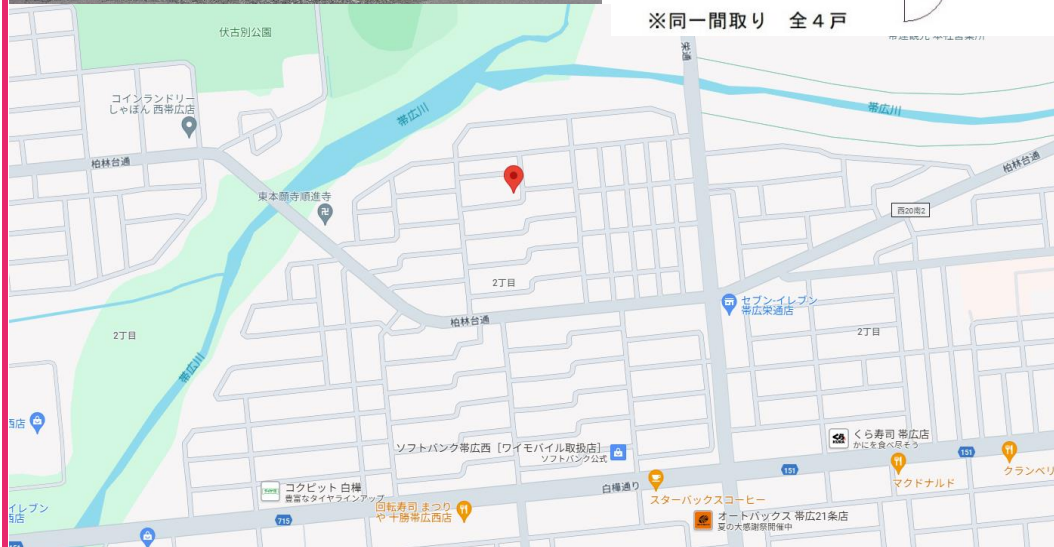 ※同一間取り 全4戸
伏古別公園
栄通
コインランドリー
しゃぼん 西帯広店
帯広川
帯広川
柏林台通
柏林台通
東本願寺順進寺
西20南2
2丁目
セブン-イレブン
帯広栄通店
柏林台通
2丁目
2丁目
帯広川
西店
くら寿司 帯広店
かにを食べ尽そう
ソフトバンク帯広西［ワイモバイル取扱店］
ソフトバンク公式
151
151
クランベリ
マクドナルド
白樺通り
コクピット 白樺
豊富なタイヤラインアップ
スターバックスコーヒー
回転寿司 まつり
や 十勝帯広西店
イレブン
店
715
オートバックス 帯広21条店
夏の大感謝祭開催中